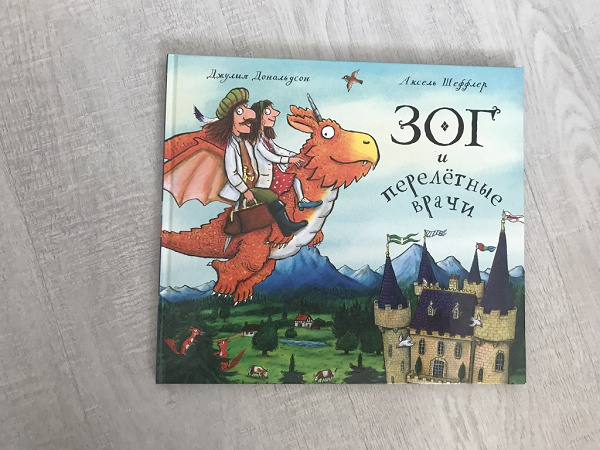 Джулия Дональдсон
Аксель Шеффлер
ЗОГ
и
перелётные
врачи